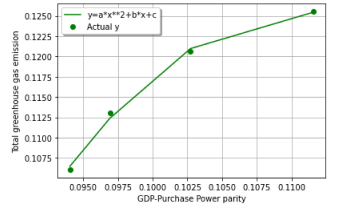 y=a*x**2+b*x+c
Actual y
Total greenhouse gas emission
0.1250
0.1225
0.1200
0.1175
0.1150
0.1125
0.1100
0.1075
0.0950 0.0975 0.1000 0.1025 0.1050 0.1075 0.1100
GDP-Purchase Power parity